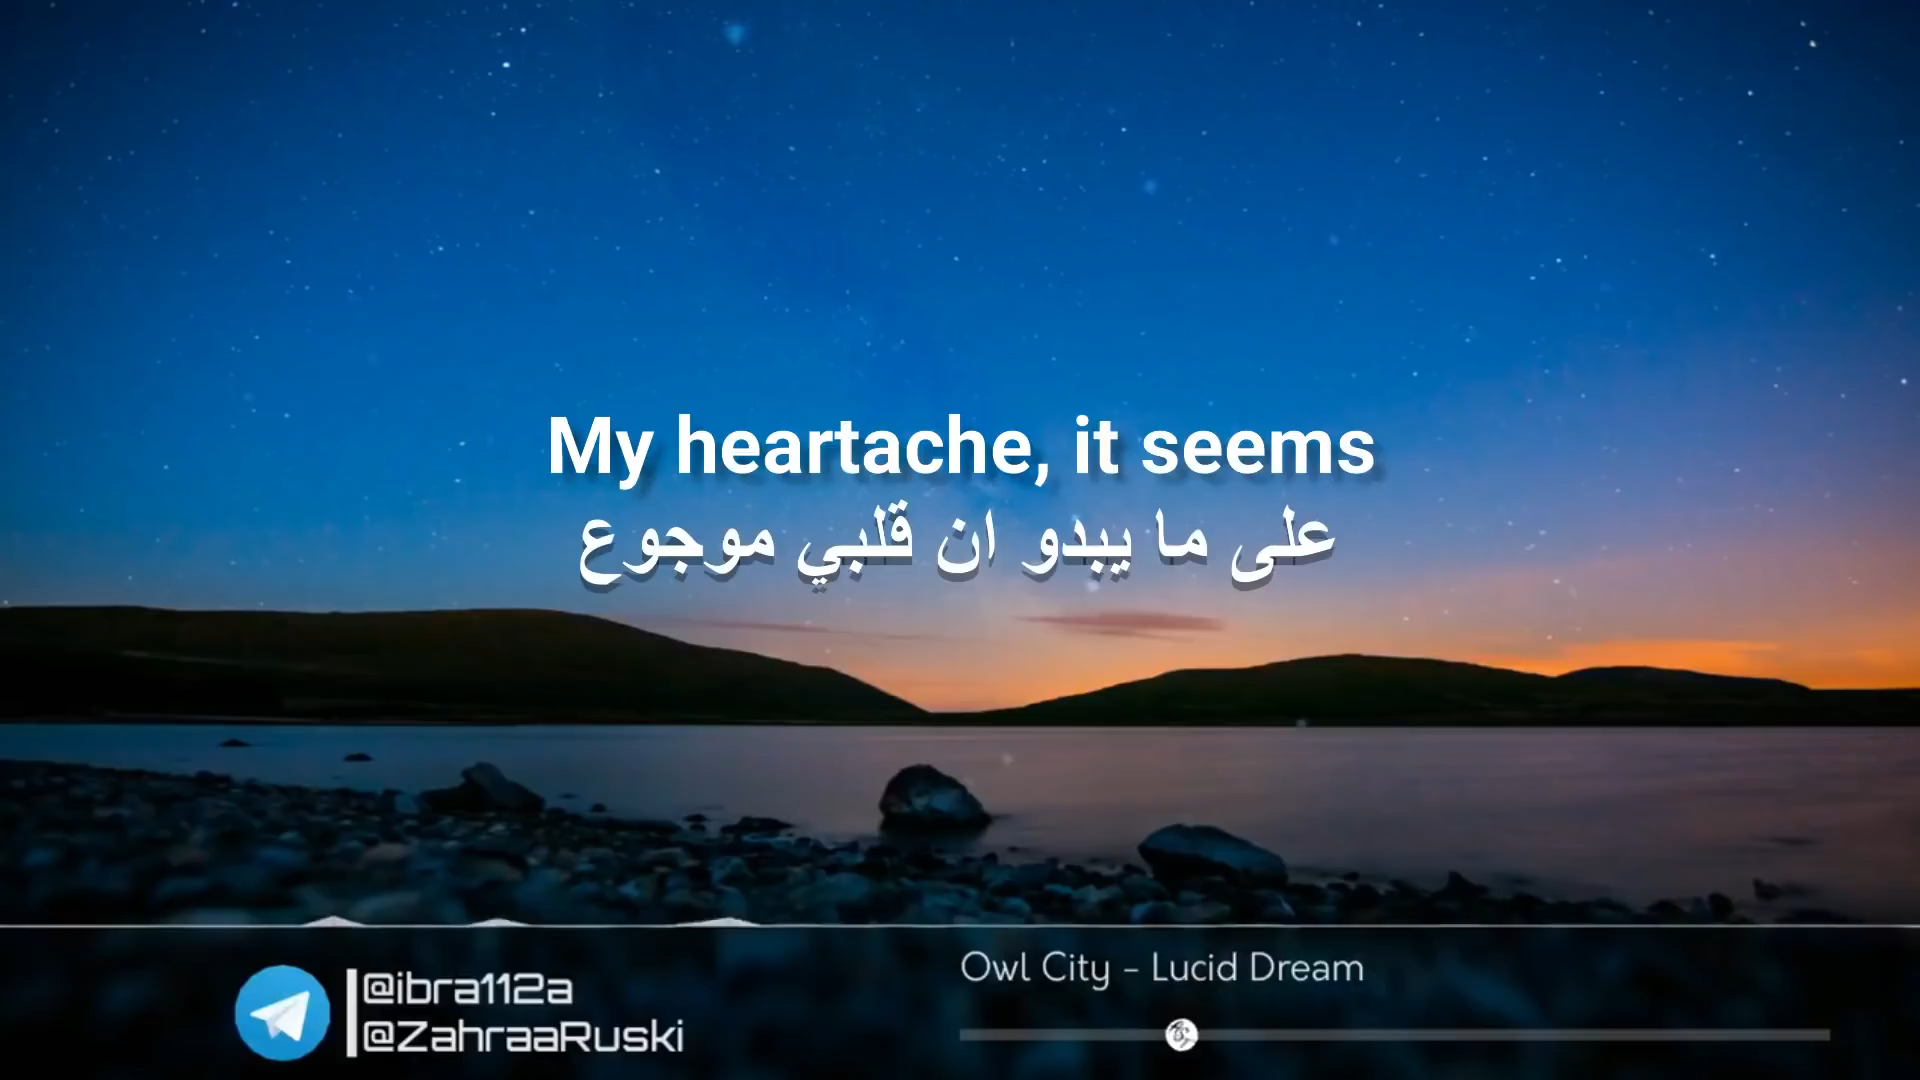 My heartache, it seems
على ما يبدو ان قلبي موجوع
@ibra112a
@ZahraaRuski
Owl City - Lucid Dream